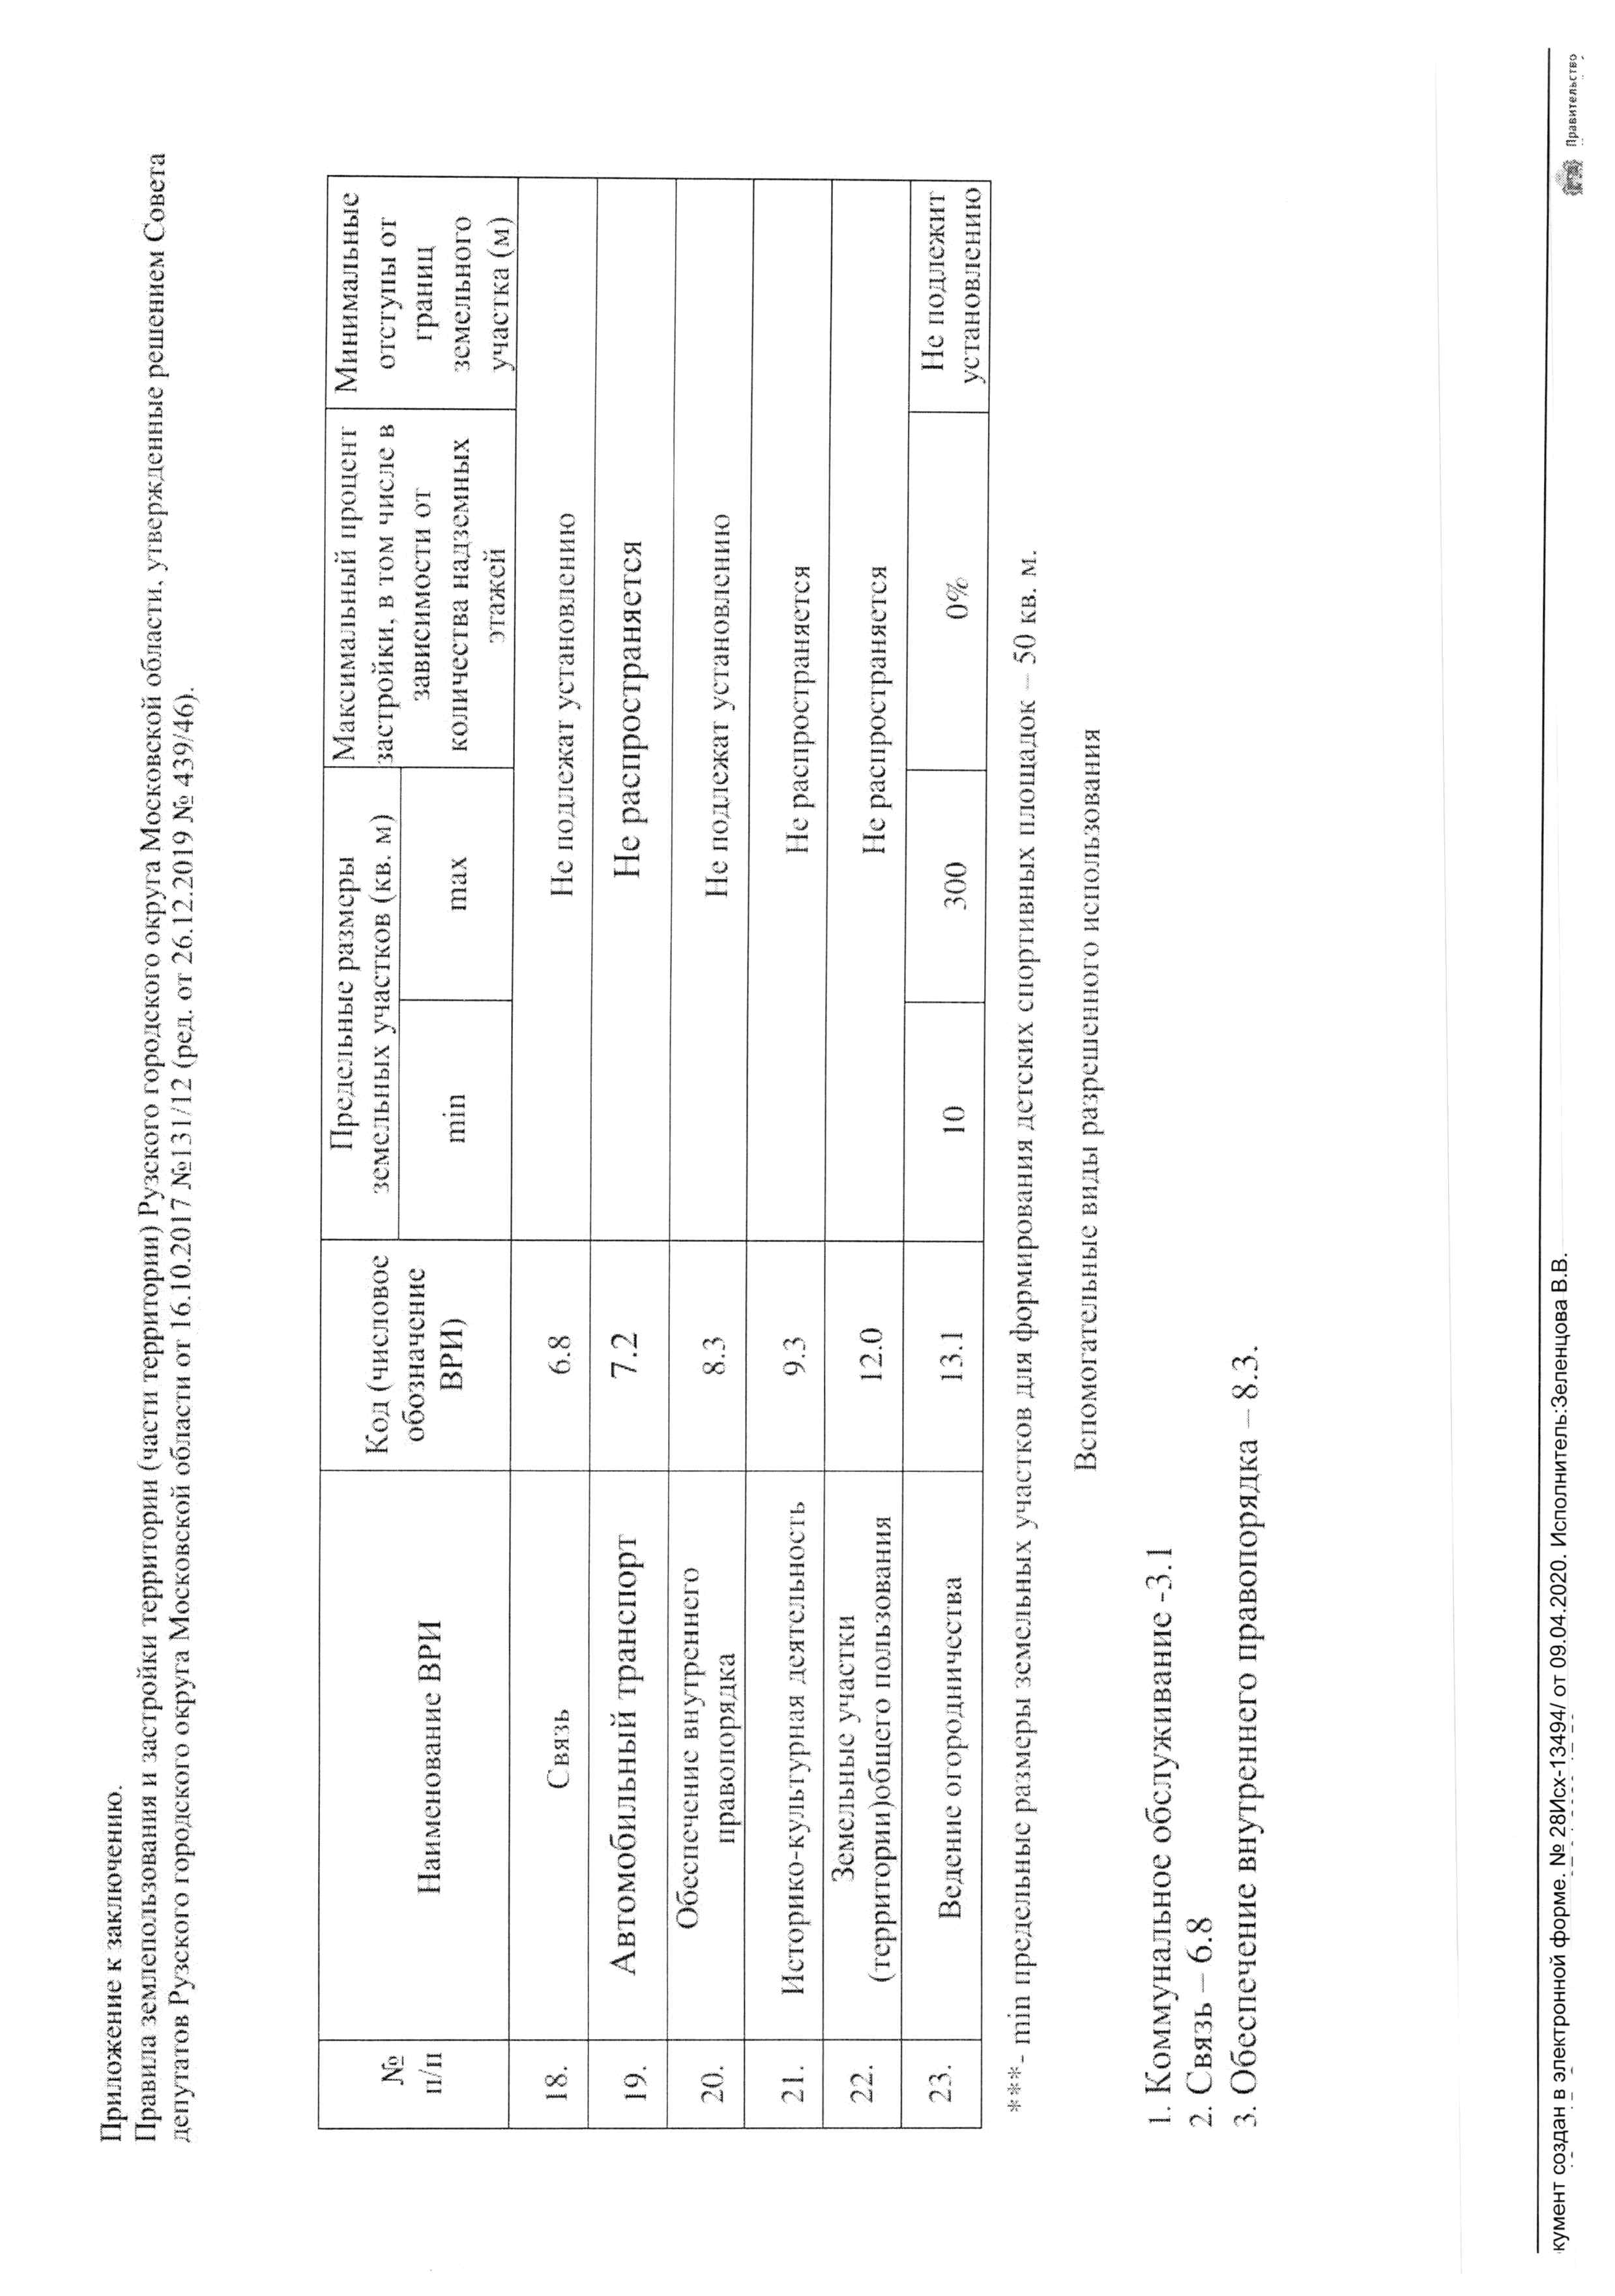 Приложение к заключению.
Правила землепользования и застройки территории (части территории) Рузского городского округа Московской области, утвержденные решением Совета
депутатов Рузского городского округа Московской области от 16.10.2017 №131/12 (ред. от 26.12.2019 № 439/46).
№ п/п
Наименование ВРИ
Код (числовое обозначение ВРИ)
Предельные размеры земельных участков (кв. м)
min
max
Максимальный процент застройки, в том числе в зависимости от количества надземных этажей
Минимальные отступы от границ земельного участка (м)
18. Связь 6.8 Не подлежат установлению
19. Автомобильный транспорт 7.2 Не распространяется
20. Обеспечение внутреннего правопорядка 8.3 Не подлежат установлению
21. Историко-культурная деятельность 9.3 Не распространяется
22. Земельные участки (территории)общего пользования 12.0 Не распространяется
23. Ведение огородничества 13.1 10 300 0% Не подлежит установлению
***- min предельные размеры земельных участков для формирования детских спортивных площадок – 50 кв. м.
Вспомогательные виды разрешенного использования
1. Коммунальное обслуживание -3.1
2. Связь – 6.8
3. Обеспечение внутреннего правопорядка – 8.3.
кумент создан в электронной форме. № 28Исх-13494/ от 09.04.2020. Исполнитель:Зеленцова В.В.
Правительство